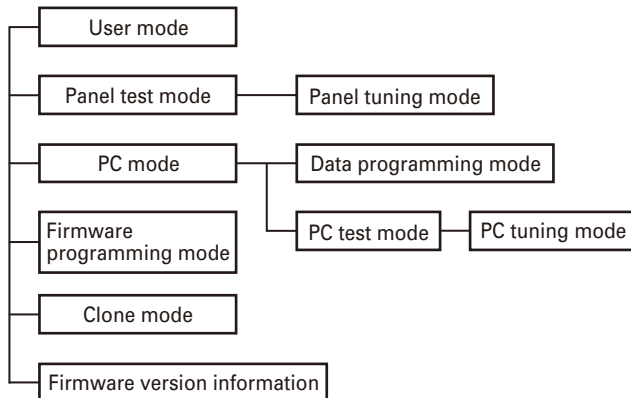 User mode
Panel test mode
Panel tuning mode
PC mode
Data programming mode
PC test mode
PC tuning mode
Firmware
programming mode
Clone mode
Firmware version information